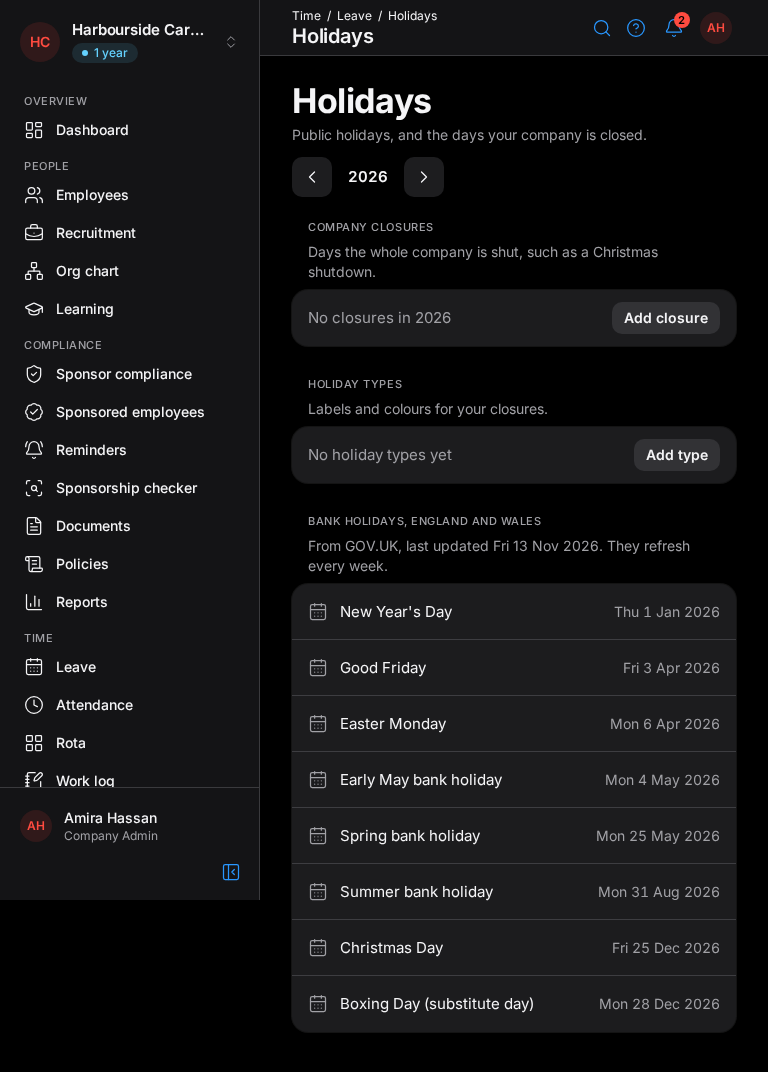 HC
Harbourside Car...
1 year
OVERVIEW
Dashboard
PEOPLE
Employees
Recruitment
Org chart
Learning
COMPLIANCE
Sponsor compliance
Sponsored employees
Reminders
Sponsorship checker
Documents
Policies
Reports
TIME
Leave
Attendance
Rota
Work log
AH
Amira Hassan
Company Admin
Time / Leave / Holidays
Holidays
2
AH
Holidays
Public holidays, and the days your company is closed.
2026
COMPANY CLOSURES
Days the whole company is shut, such as a Christmas
shutdown.
No closures in 2026
Add closure
HOLIDAY TYPES
Labels and colours for your closures.
No holiday types yet
Add type
BANK HOLIDAYS, ENGLAND AND WALES
From GOV.UK, last updated Fri 13 Nov 2026. They refresh
every week.
New Year's Day Thu 1 Jan 2026
Good Friday Fri 3 Apr 2026
Easter Monday Mon 6 Apr 2026
Early May bank holiday Mon 4 May 2026
Spring bank holiday Mon 25 May 2026
Summer bank holiday Mon 31 Aug 2026
Christmas Day Fri 25 Dec 2026
Boxing Day (substitute day) Mon 28 Dec 2026